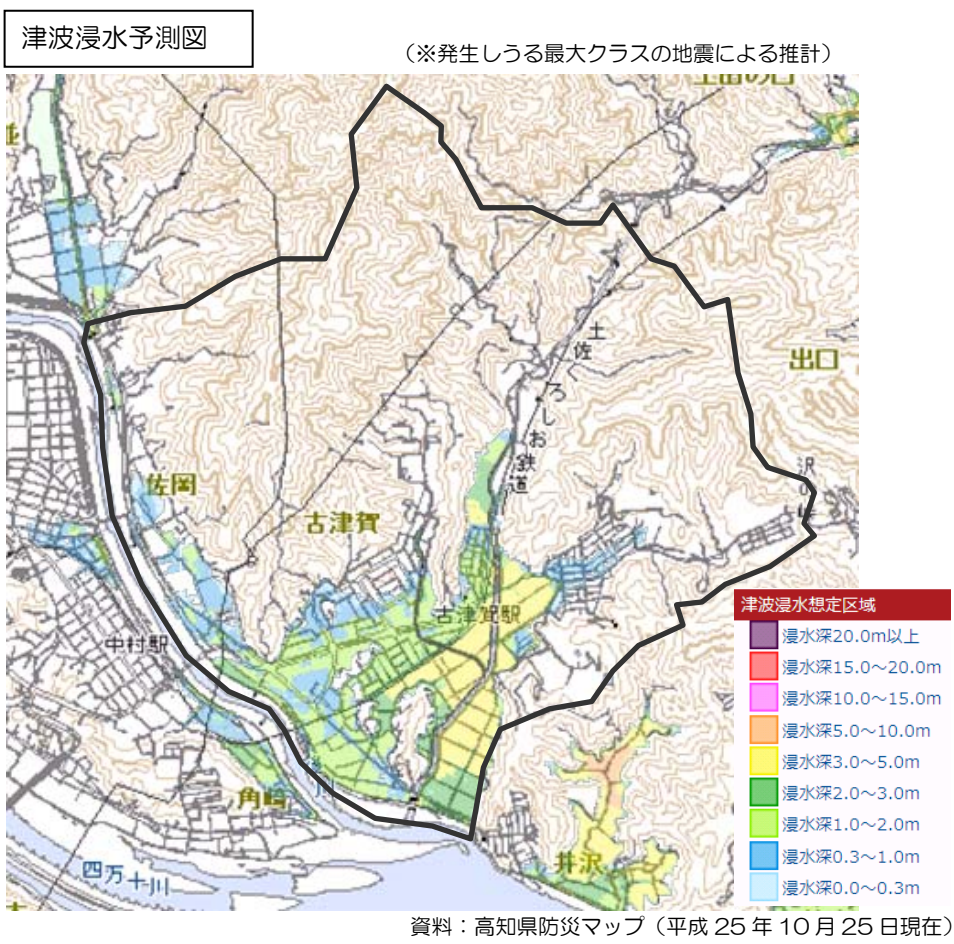 津波浸水予測図
（※発生しうる最大クラスの地震による推計）
出口
佐岡
古津賀
土佐
ろしお鉄道
古津賀駅
中村駅
角崎
川
四万十川
井沢
津波浸水想定区域
浸水深20.0m以上
浸水深15.0～20.0m
浸水深10.0～15.0m
浸水深5.0～10.0m
浸水深3.0～5.0m
浸水深2.0～3.0m
浸水深1.0～2.0m
浸水深0.3～1.0m
浸水深0.0～0.3m
資料：高知県防災マップ（平成 25 年 10 月 25 日現在）